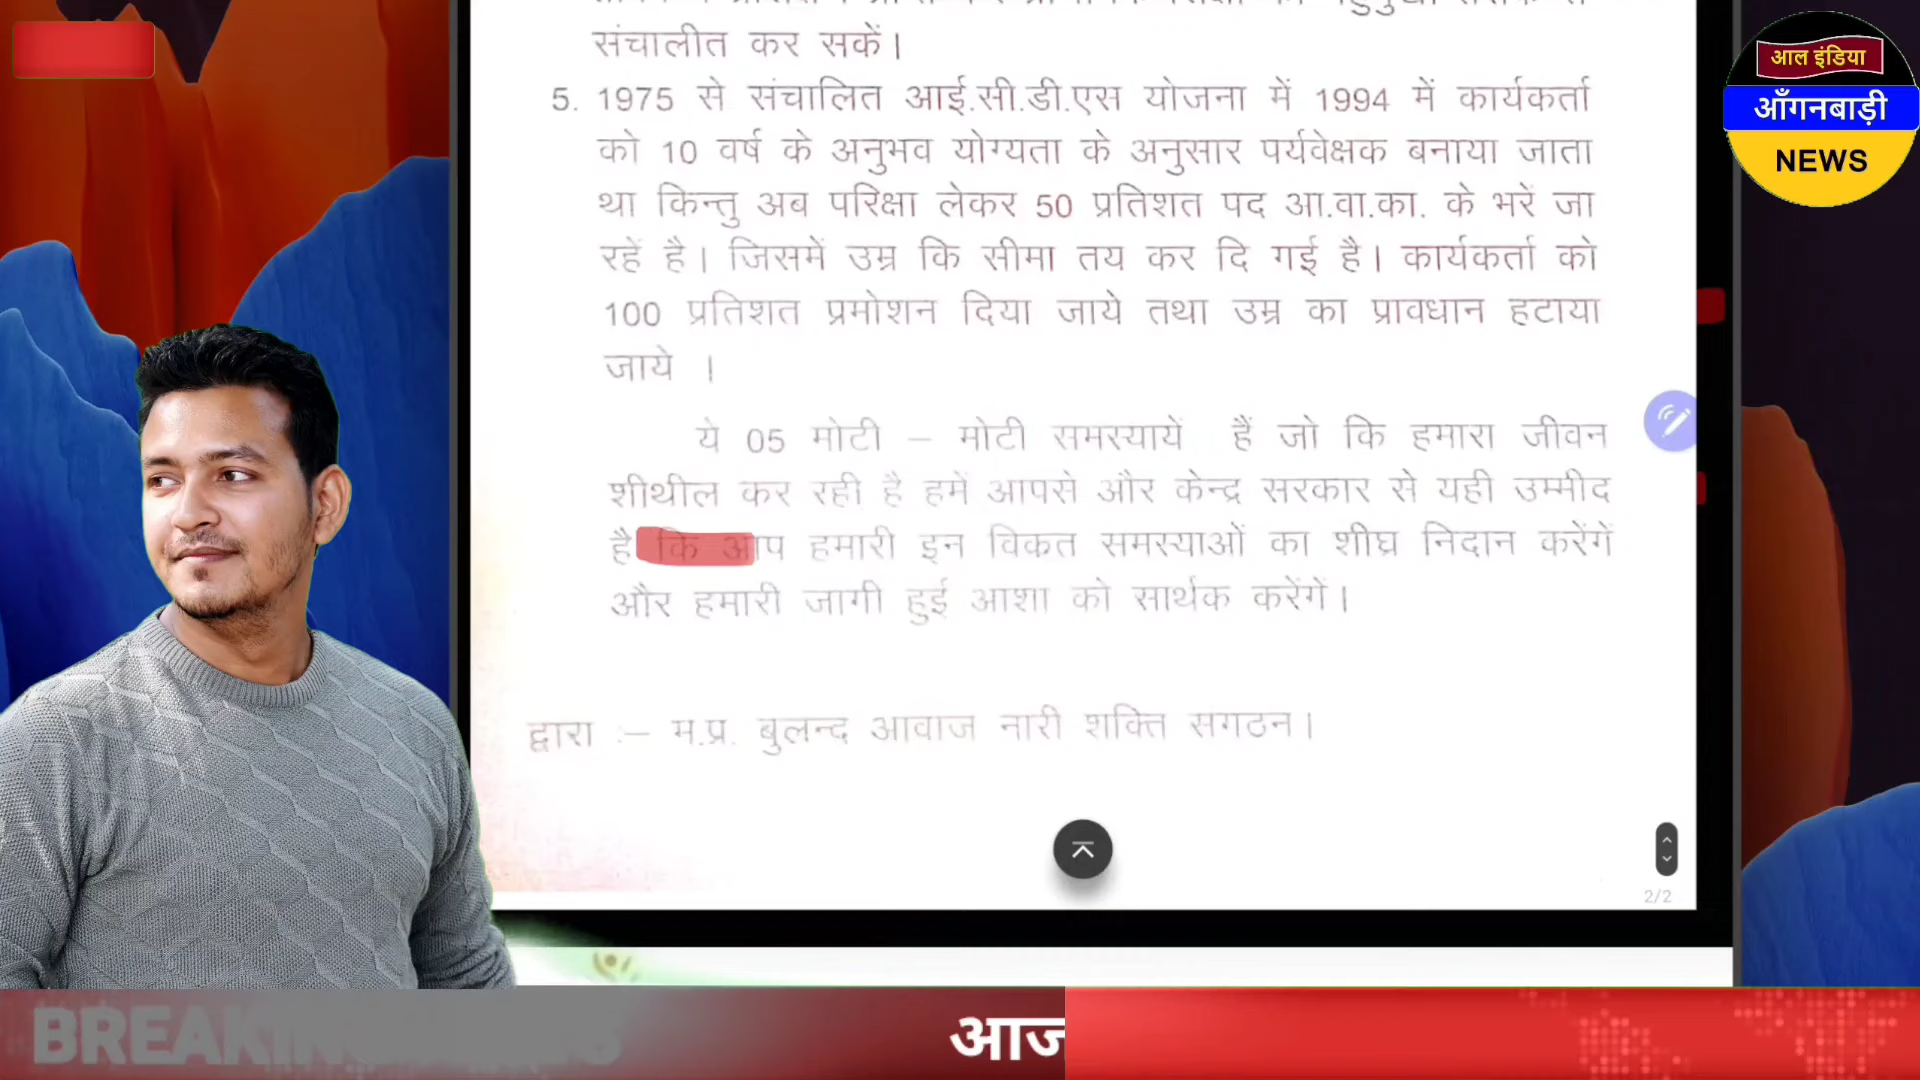 संचालीत कर सकें।
5. 1975 से संचालित आई.सी.डी.एस योजना में 1994 में कार्यकर्ता
को 10 वर्ष के अनुभव योग्यता के अनुसार पर्यवेक्षक बनाया जाता
था किन्तु अब परिक्षा लेकर 50 प्रतिशत पद आ.वा.का. के भरें जा
रहें है। जिसमें उम्र कि सीमा तय कर दि गई है। कार्यकर्ता को
100 प्रतिशत प्रमोशन दिया जाये तथा उम्र का प्रावधान हटाया
जाये ।
ये 05 मोटी – मोटी समस्यायें हैं जो कि हमारा जीवन
शीथील कर रही है हमें आपसे और केन्द्र सरकार से यही उम्मीद
है कि आप हमारी इन विकत समस्याओं का शीघ्र निदान करेंगें
और हमारी जागी हुई आशा को सार्थक करेंगें।
द्वारा :– म.प्र. बुलन्द आवाज नारी शक्ति सगठन।
2/2
आल इंडिया
आँगनबाड़ी
NEWS
BREAKING NEWS
आज